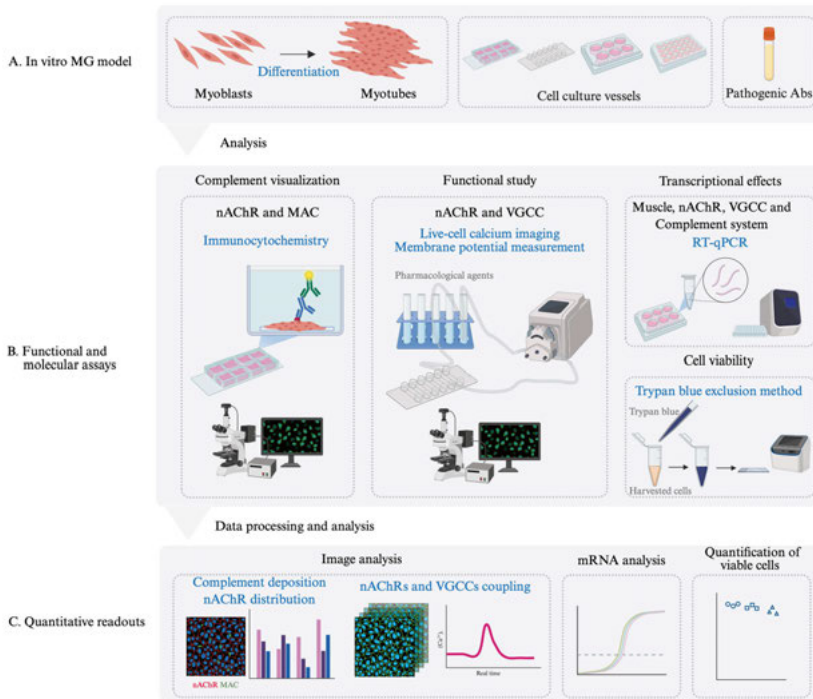 A. In vitro MG model
Myoblasts
Differentiation
Myotubes
Cell culture vessels
Pathogenic Abs
Analysis
B. Functional and
molecular assays
Complement visualization
nAChR and MAC
Immunocytochemistry
Functional study
nAChR and VGCC
Live-cell calcium imaging
Membrane potential measurement
Pharmacological agents
Transcriptional effects
Muscle, nAChR, VGCC and
Complement system
RT-qPCR
Cell viability
Trypan blue exclusion method
Trypan blue
Harvested cells
Data processing and analysis
C. Quantitative readouts
Image analysis
Complement deposition
nAChR distribution
nAChR MAC
nAChRs and VGCCs coupling
Real time
mRNA analysis
Quantification of
viable cells